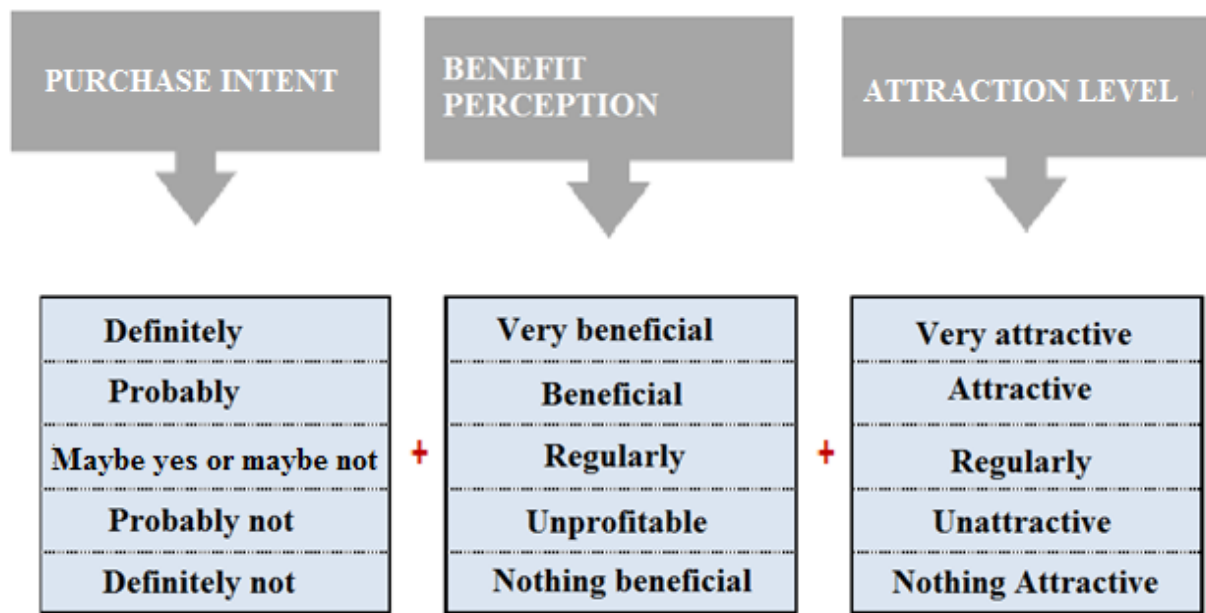 PURCHASE INTENT
BENEFIT
PERCEPTION
ATTRACTION LEVEL
Definitely
Probably
Maybe yes or maybe not
Probably not
Definitely not
+
Very beneficial
Beneficial
Regularly
Unprofitable
Nothing beneficial
+
Very attractive
Attractive
Regularly
Unattractive
Nothing Attractive